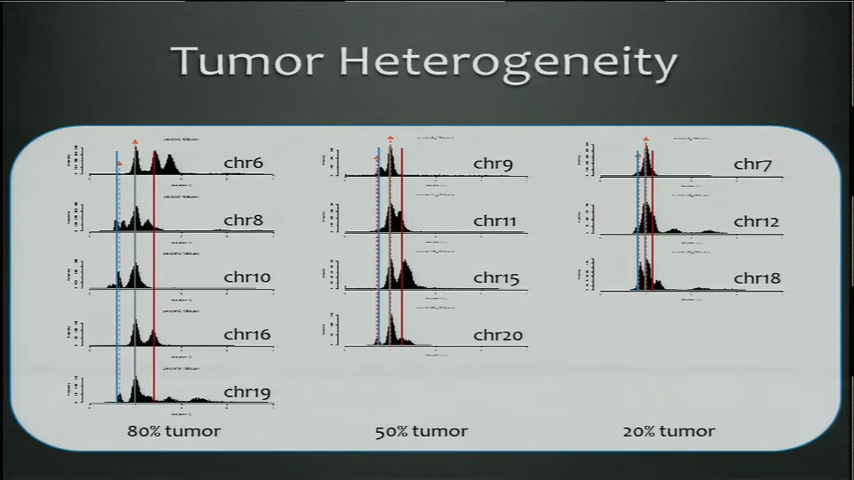 Tumor Heterogeneity
chr6
chr8
chr10
chr16
chr19
80% tumor
chr9
chr11
chr15
chr20
50% tumor
chr7
chr12
chr18
20% tumor